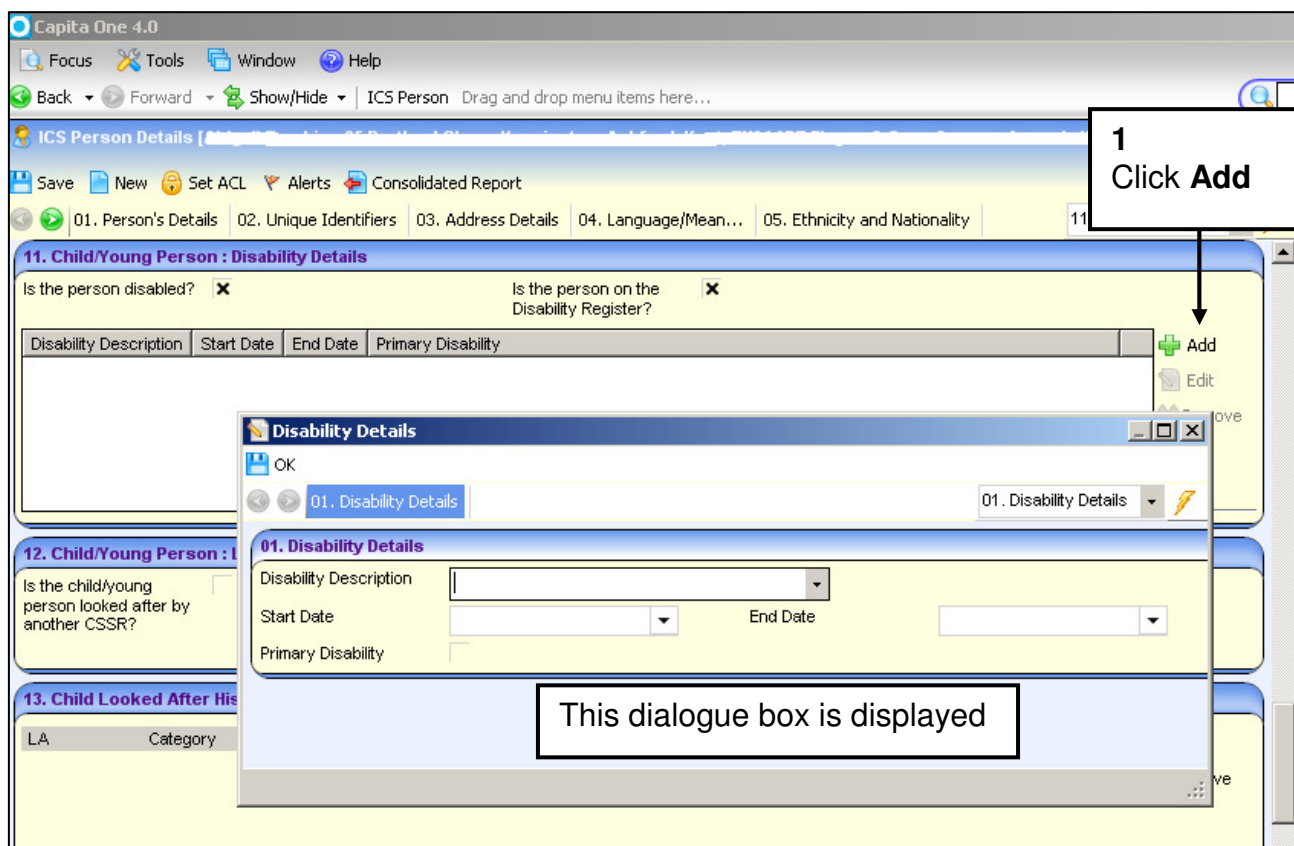 Capita One 4.0
Focus Tools Window Help
Back Forward Show/Hide ICS Person Drag and drop menu items here...
ICS Person Details [
1
Click Add
Save New Set ACL Alerts Consolidated Report
01. Person's Details 02. Unique Identifiers 03. Address Details 04. Language/Mean... 05. Ethnicity and Nationality 11
11. Child/Young Person : Disability Details
Is the person disabled? Is the person on the
Disability Register?
Disability Description Start Date End Date Primary Disability
Add
Edit
Disability Details
OK
01. Disability Details 01. Disability Details
01. Disability Details
Disability Description
Start Date End Date
Primary Disability
This dialogue box is displayed
12. Child/Young Person :
Is the child/young
person looked after by
another CSSR?
13. Child Looked After His
LA Category
ve